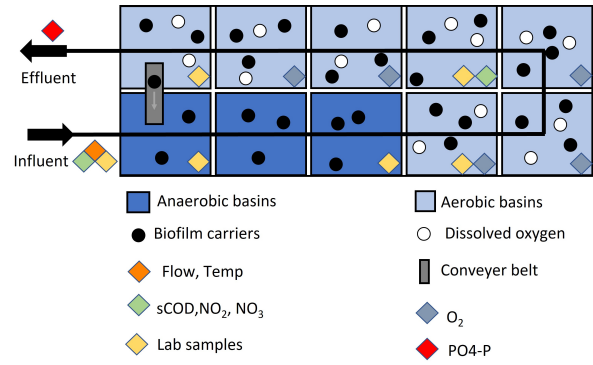 Effluent
Influent
Anaerobic basins
Aerobic basins
Biofilm carriers
Dissolved oxygen
Flow, Temp
Conveyer belt
sCOD,NO₂, NO₃
O₂
Lab samples
PO4-P